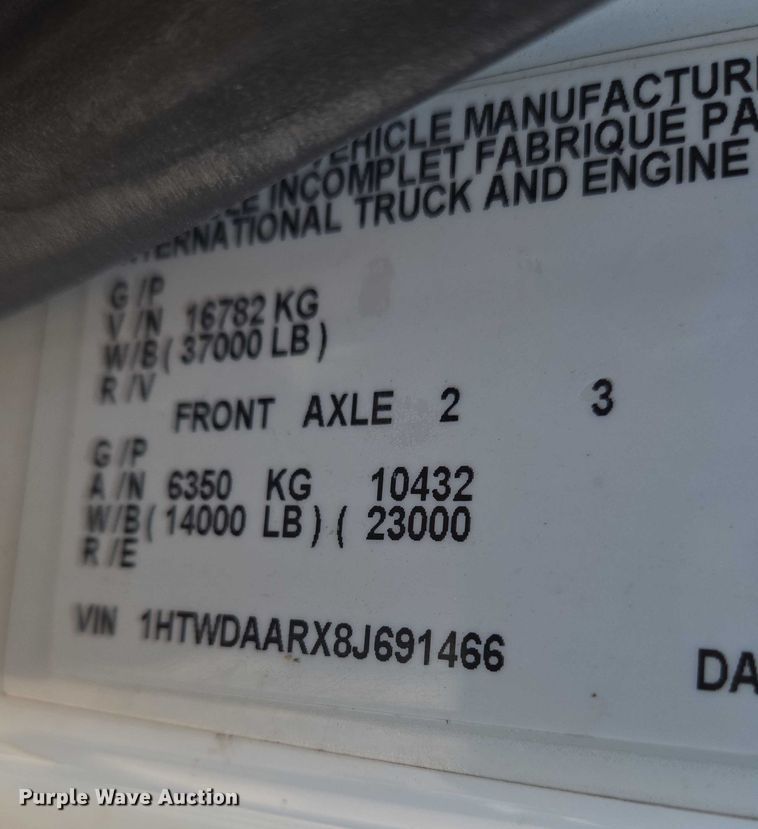 VEHICLE MANUFACTUR
INCOMPLET FABRIQUE PA
INTERNATIONAL TRUCK AND ENGINE
G/P
V/N 16782 KG
W/B ( 37000 LB )
R/V
FRONT AXLE 2 3
G/P
A/N 6350 KG 10432
W/B ( 14000 LB ) ( 23000
R/E
VIN 1HTWDAARX8J691466
DA
Purple Wave Auction